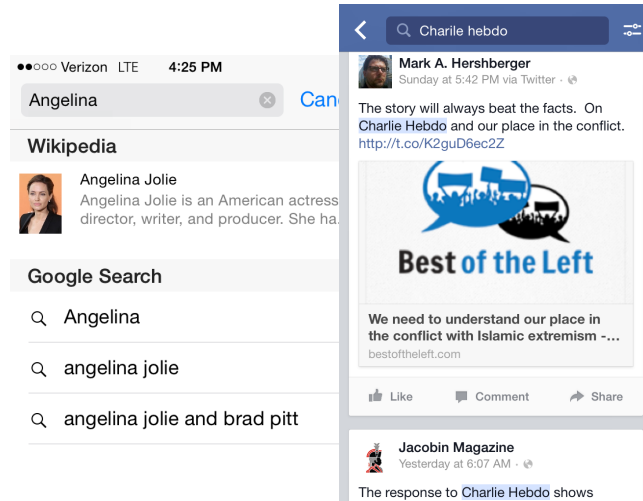 Verizon LTE 4:25 PM
Angelina
Can
Wikipedia
Angelina Jolie
Angelina Jolie is an American actress
director, writer, and producer. She ha.
Google Search
Angelina
angelina jolie
angelina jolie and brad pitt
Charile hebdo
Mark A. Hershberger
Sunday at 5:42 PM via Twitter ·
The story will always beat the facts. On
Charlie Hebdo and our place in the conflict.
http://t.co/K2guD6ec2Z
Best of the Left
We need to understand our place in
the conflict with Islamic extremism -...
bestoftheleft.com
Like Comment Share
Jacobin Magazine
Yesterday at 6:07 AM ·
The response to Charlie Hebdo shows